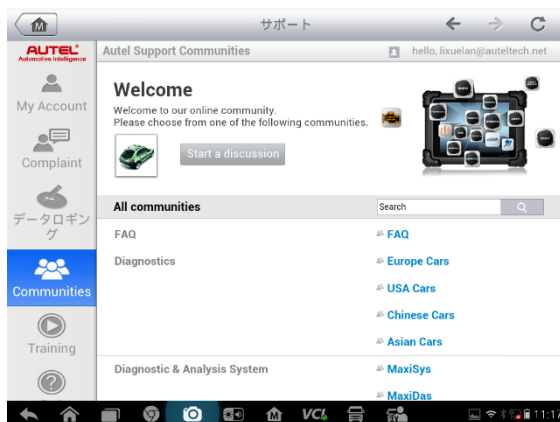 サポート
AUTEL
Automotive Intelligence
Autel Support Communities
hello, lixuelan@auteltech.net
My Account
Complaint
データロギン
グ
Communities
Training
Welcome
Welcome to our online community.
Please choose from one of the following communities.
Start a discussion
All communities
Search
FAQ
FAQ
Diagnostics
Europe Cars
USA Cars
Chinese Cars
Asian Cars
Diagnostic & Analysis System
MaxiSys
MaxiDas
VCI
11:17